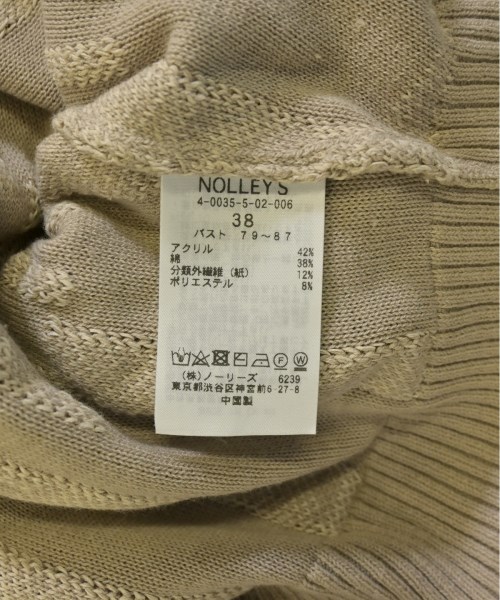 NOLLEY'S
4-0035-5-02-006
38
バスト 79～87
アクリル 42%
綿 38%
分類外繊維(紙) 12%
ポリエステル 8%
F W
(株)ノーリーズ 6239
東京都渋谷区神宮前6-27-8
中国製